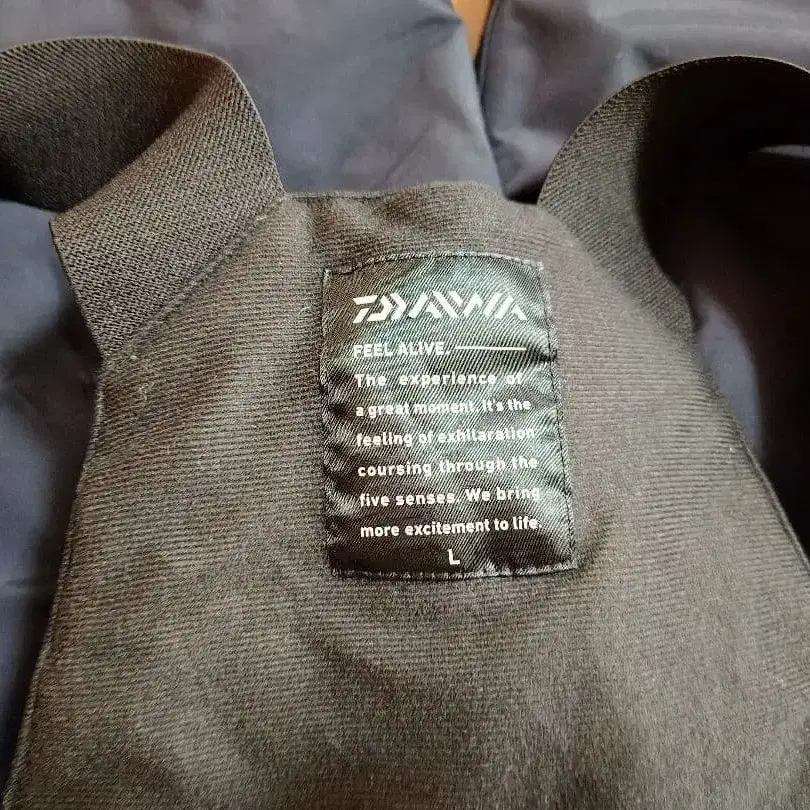 DAIWA
FEEL ALIVE.
The experience of
a great moment. It's the
feeling of exhilaration
coursing through the
five senses. We bring
more excitement to life.
L